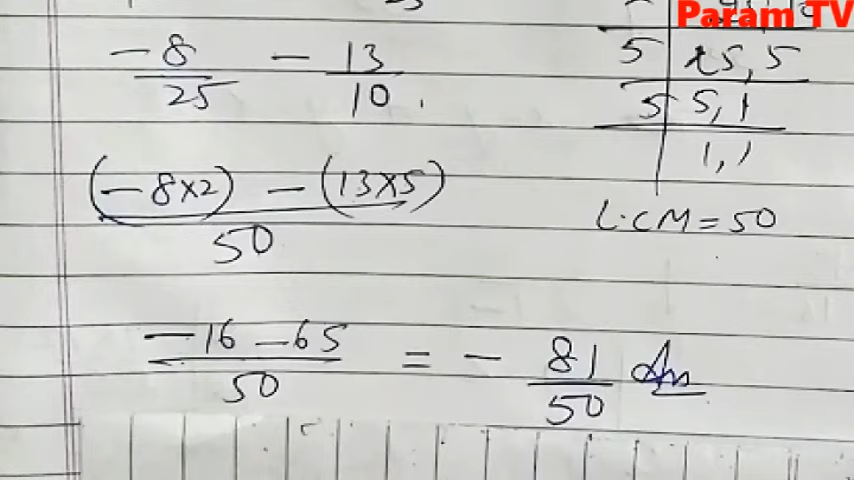 Param TV
-8/25 - 13/10.
5 | 25, 5
5 | 5, 1
1, 1
L.CM = 50
(-8×2) - (13×5)
50
-16 - 65
50
= - 81/50 Ans